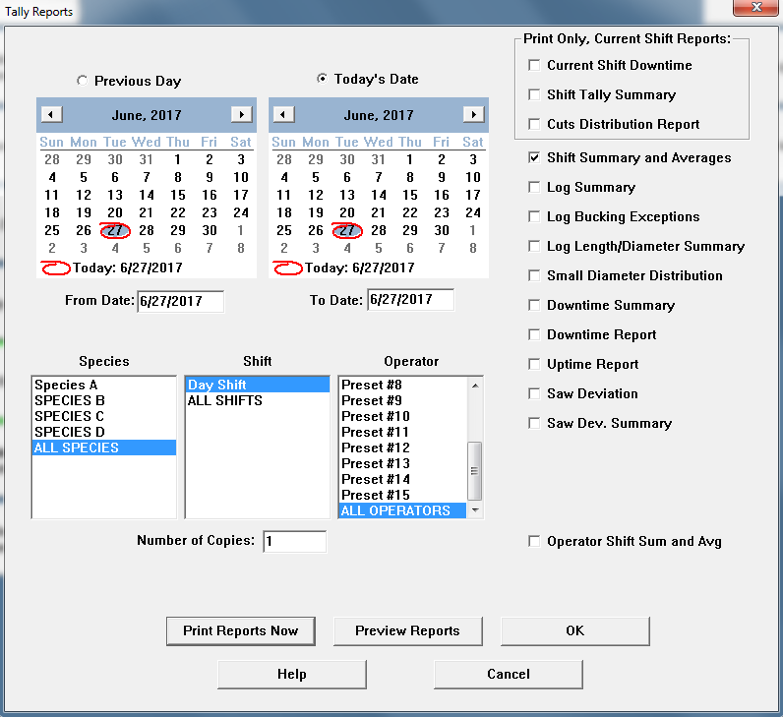 Tally Reports
Previous Day
Today's Date
June, 2017
Sun Mon Tue Wed Thu Fri Sat
28 29 30 31 1 2 3
4 5 6 7 8 9 10
11 12 13 14 15 16 17
18 19 20 21 22 23 24
25 26 27 28 29 30 1
2 3 4 5 6 7 8
Today: 6/27/2017
June, 2017
Sun Mon Tue Wed Thu Fri Sat
28 29 30 31 1 2 3
4 5 6 7 8 9 10
11 12 13 14 15 16 17
18 19 20 21 22 23 24
25 26 27 28 29 30 1
2 3 4 5 6 7 8
Today: 6/27/2017
From Date: 6/27/2017
To Date: 6/27/2017
Species
Species A
SPECIES B
SPECIES C
SPECIES D
ALL SPECIES
Shift
Day Shift
ALL SHIFTS
Operator
Preset #8
Preset #9
Preset #10
Preset #11
Preset #12
Preset #13
Preset #14
Preset #15
ALL OPERATORS
Number of Copies: 1
Print Only, Current Shift Reports:
Current Shift Downtime
Shift Tally Summary
Cuts Distribution Report
Shift Summary and Averages
Log Summary
Log Bucking Exceptions
Log Length/Diameter Summary
Small Diameter Distribution
Downtime Summary
Downtime Report
Uptime Report
Saw Deviation
Saw Dev. Summary
Operator Shift Sum and Avg
Print Reports Now
Preview Reports
OK
Help
Cancel